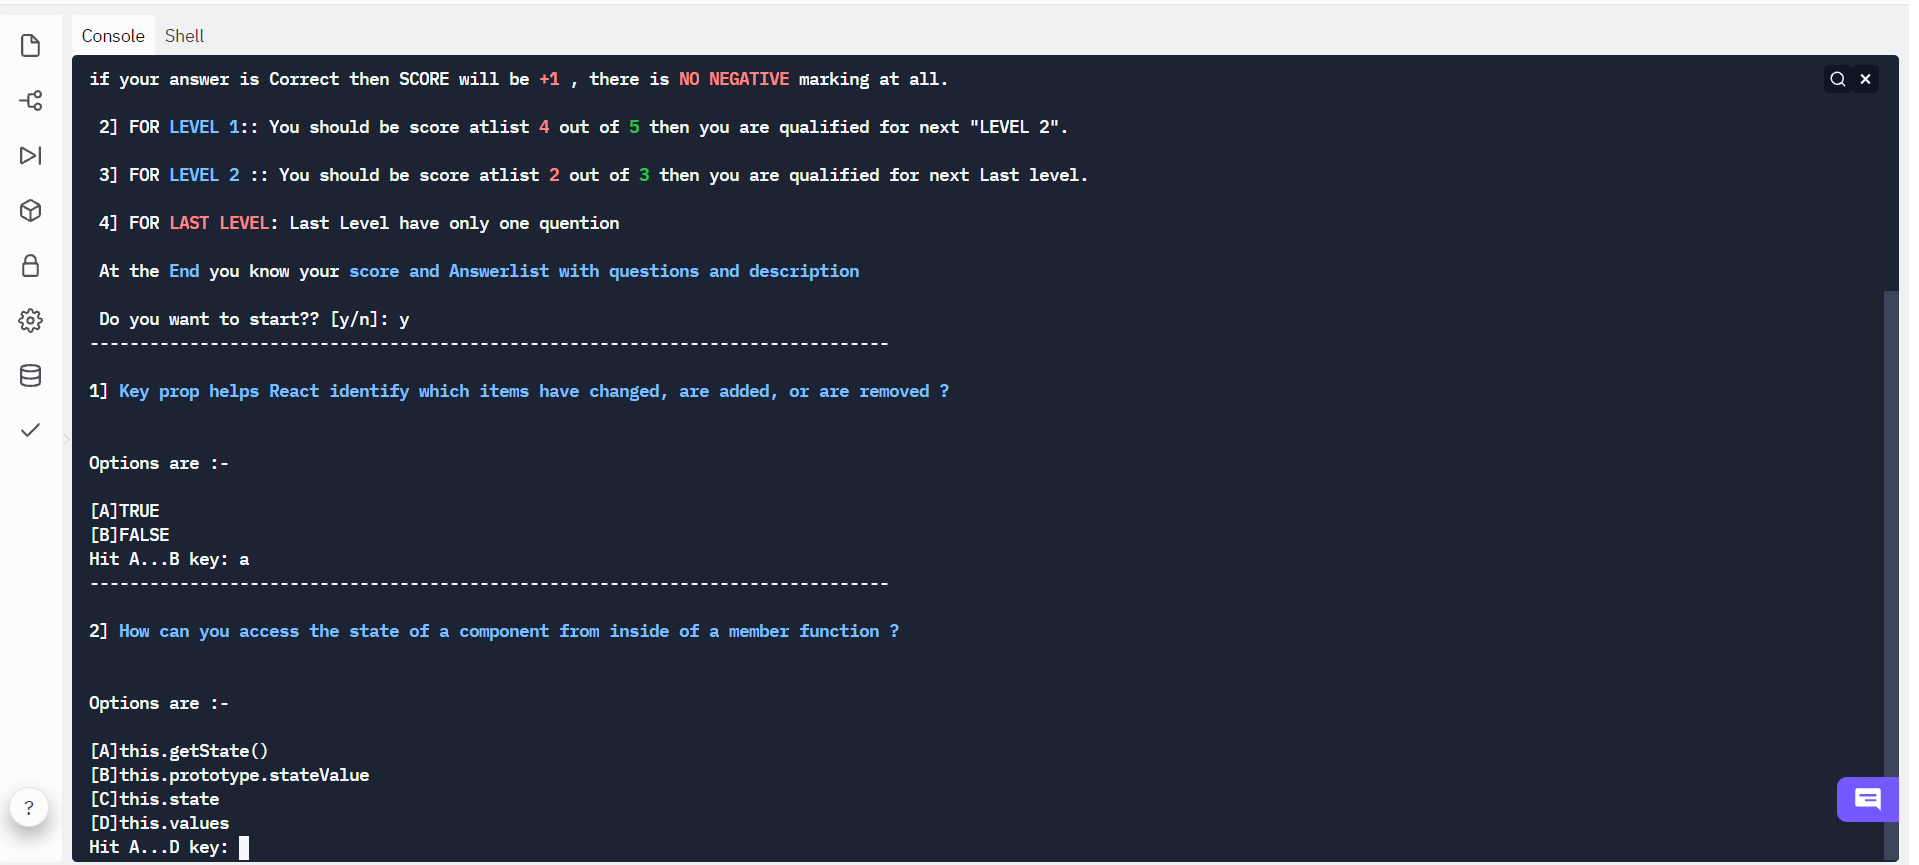 Console Shell
if your answer is Correct then SCORE will be +1 , there is NO NEGATIVE marking at all.
2] FOR LEVEL 1:: You should be score atlist 4 out of 5 then you are qualified for next "LEVEL 2".
3] FOR LEVEL 2 :: You should be score atlist 2 out of 3 then you are qualified for next Last level.
4] FOR LAST LEVEL: Last Level have only one quention
At the End you know your score and Answerlist with questions and description
Do you want to start?? [y/n]: y
--------------------------------------------------------------------------------
1] Key prop helps React identify which items have changed, are added, or are removed ?
Options are :-
[A]TRUE
[B]FALSE
Hit A...B key: a
--------------------------------------------------------------------------------
2] How can you access the state of a component from inside of a member function ?
Options are :-
[A]this.getState()
[B]this.prototype.stateValue
[C]this.state
[D]this.values
Hit A...D key:
?